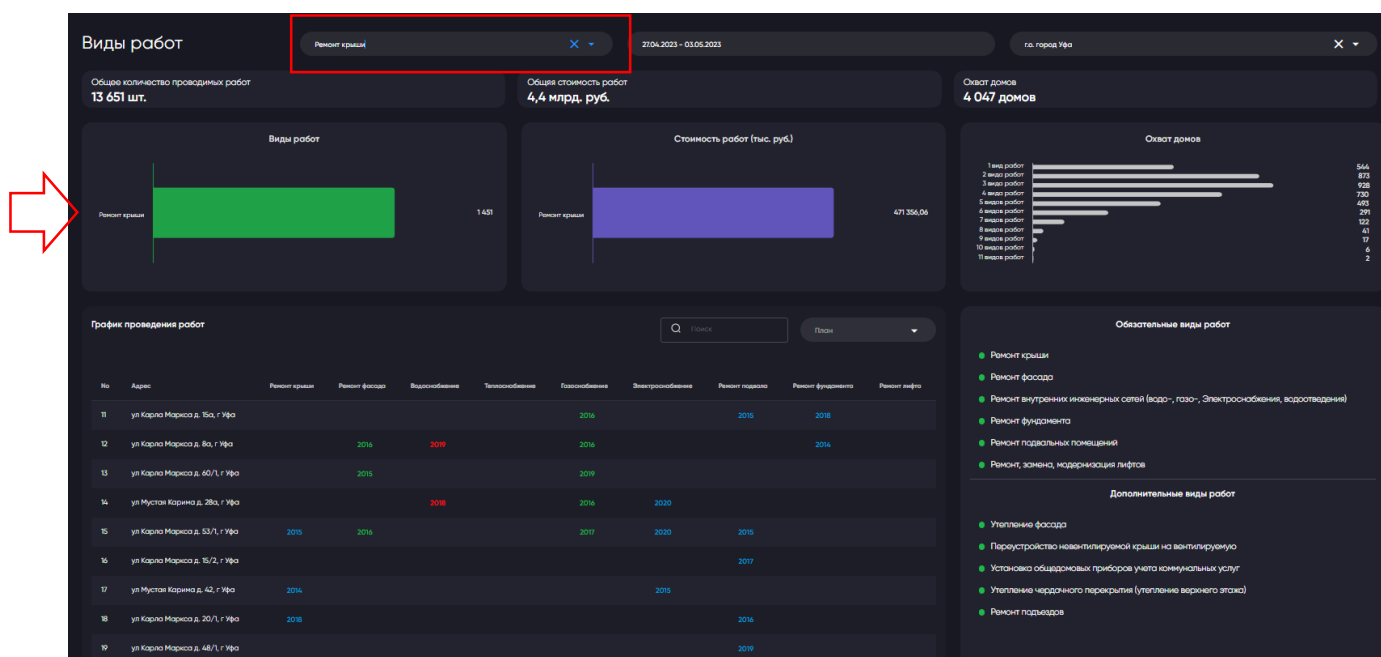 Виды работ
Ремонт крыши
27.04.2023 - 03.05.2023
г.о. город Уфа
Общее количество проводимых работ
13 651 шт.
Общая стоимость работ
4,4 млрд. руб.
Охват домов
4 047 домов
Виды работ
Ремонт крыши
1 451
Стоимость работ (тыс. руб.)
Ремонт крыши
471 356,06
Охват домов
1 вид работ 544
2 вида работ 873
3 вида работ 928
4 вида работ 730
5 видов работ 493
6 видов работ 291
7 видов работ 122
8 видов работ 41
9 видов работ 17
10 видов работ 6
11 видов работ 2
График проведения работ
Поиск
План
No Адрес Ремонт крыши Ремонт фасада Водоснабжение Теплоснабжение Газоснабжение Электроснабжение Ремонт подвала Ремонт фундамента Ремонт лифта
11 ул Карла Маркса д. 15а, г Уфа 2016 2015 2018
12 ул Карла Маркса д. 8а, г Уфа 2016 2019 2016 2014
13 ул Карла Маркса д. 60/1, г Уфа 2015 2019
14 ул Мустая Карима д. 28а, г Уфа 2018 2016 2020
15 ул Карла Маркса д. 53/1, г Уфа 2015 2016 2017 2020 2015
16 ул Карла Маркса д. 15/2, г Уфа 2017
17 ул Мустая Карима д. 42, г Уфа 2014 2015
18 ул Карла Маркса д. 20/1, г Уфа 2018 2016
19 ул Карла Маркса д. 48/1, г Уфа 2019
Обязательные виды работ
Ремонт крыши
Ремонт фасада
Ремонт внутренних инженерных сетей (водо-, газо-, Электроснабжения, водоотведения)
Ремонт фундамента
Ремонт подвальных помещений
Ремонт, замена, модернизация лифтов
Дополнительные виды работ
Утепление фасада
Переустройство невентилируемой крыши на вентилируемую
Установка общедомовых приборов учета коммунальных услуг
Утепление чердачного перекрытия (утепление верхнего этажа)
Ремонт подъездов